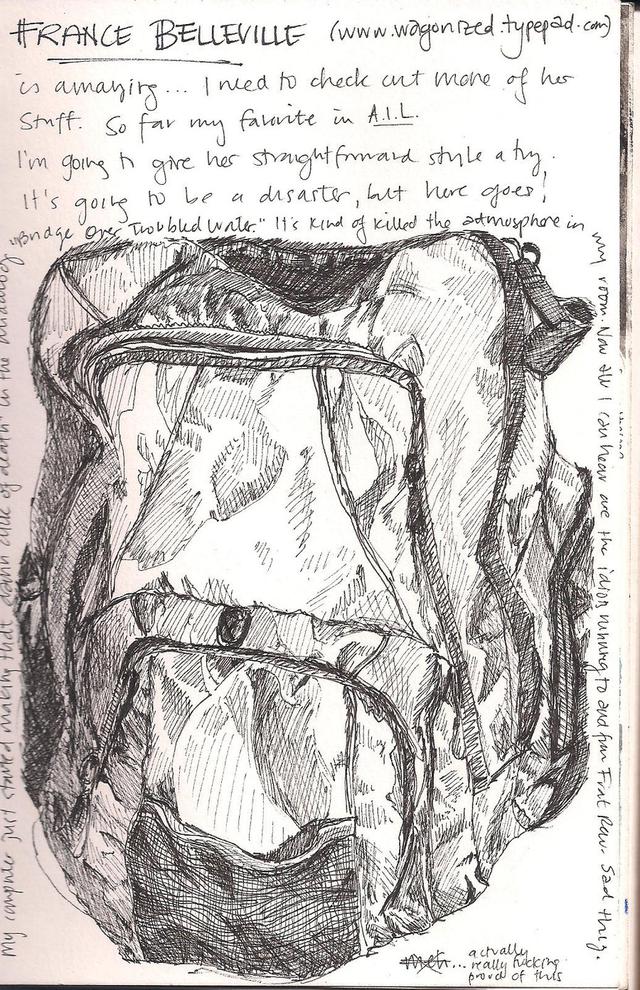 FRANCE BELLEVILLE (www.wagonized.typepad.com)
is amazing... I need to check out more of her
stuff. So far my favorite in A.I.L.
I'm going to give her straightforward style a try.
It's going to be a disaster, but here goes!
My computer just started making that damn click of death" in the middle of
"Bridge Over Troubled Water." It's kind of killed the atmosphere in
my room. Now all I can hear are the idiots running to and from Frat Row. Sad thing.
meh... actually
really fucking
proud of this